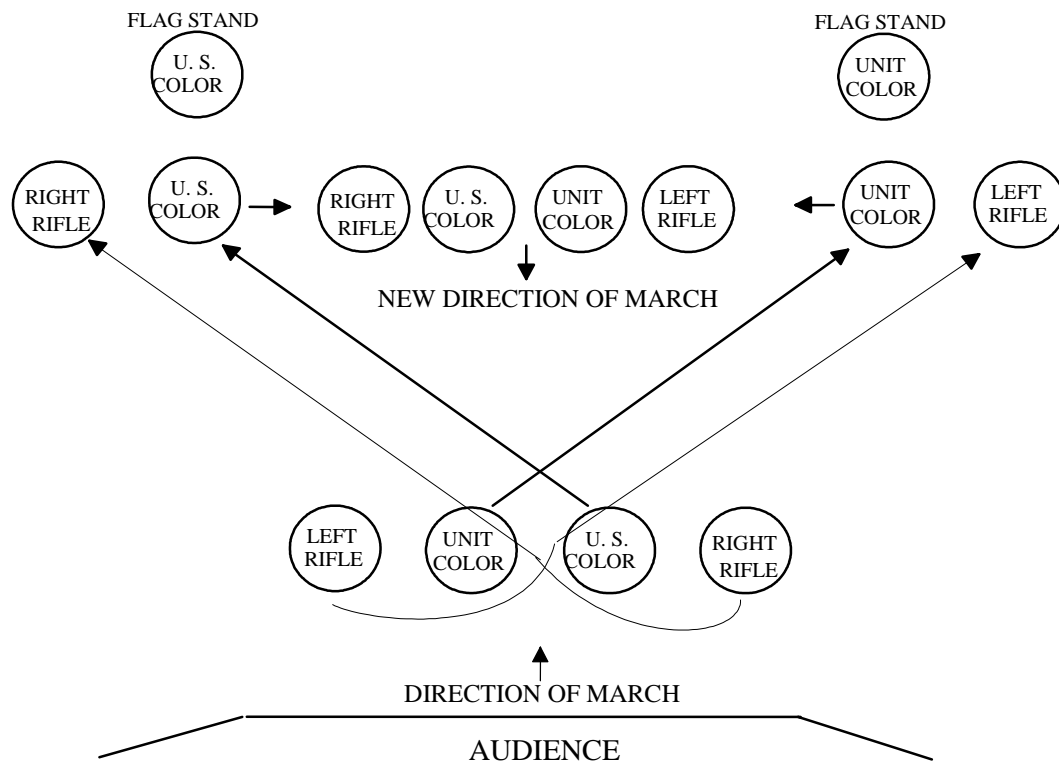 FLAG STAND
FLAG STAND
U. S.
COLOR
UNIT
COLOR
RIGHT
RIFLE
U. S.
COLOR
RIGHT
RIFLE
U. S.
COLOR
UNIT
COLOR
LEFT
RIFLE
UNIT
COLOR
LEFT
RIFLE
NEW DIRECTION OF MARCH
LEFT
RIFLE
UNIT
COLOR
U. S.
COLOR
RIGHT
RIFLE
DIRECTION OF MARCH
AUDIENCE